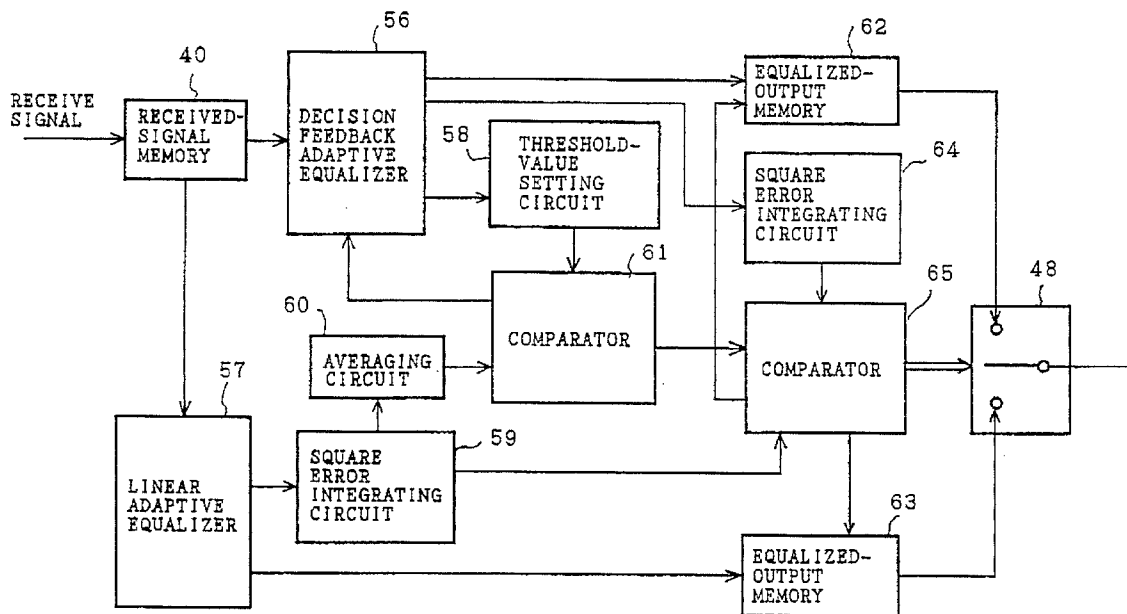 56
62
40
EQUALIZED-
OUTPUT
MEMORY
RECEIVE
SIGNAL
RECEIVED-
SIGNAL
MEMORY
DECISION
FEEDBACK
ADAPTIVE
EQUALIZER
58
THRESHOLD-
VALUE
SETTING
CIRCUIT
64
SQUARE
ERROR
INTEGRATING
CIRCUIT
61
65
48
60
COMPARATOR
COMPARATOR
AVERAGING
CIRCUIT
57
59
SQUARE
ERROR
INTEGRATING
CIRCUIT
LINEAR
ADAPTIVE
EQUALIZER
63
EQUALIZED-
OUTPUT
MEMORY